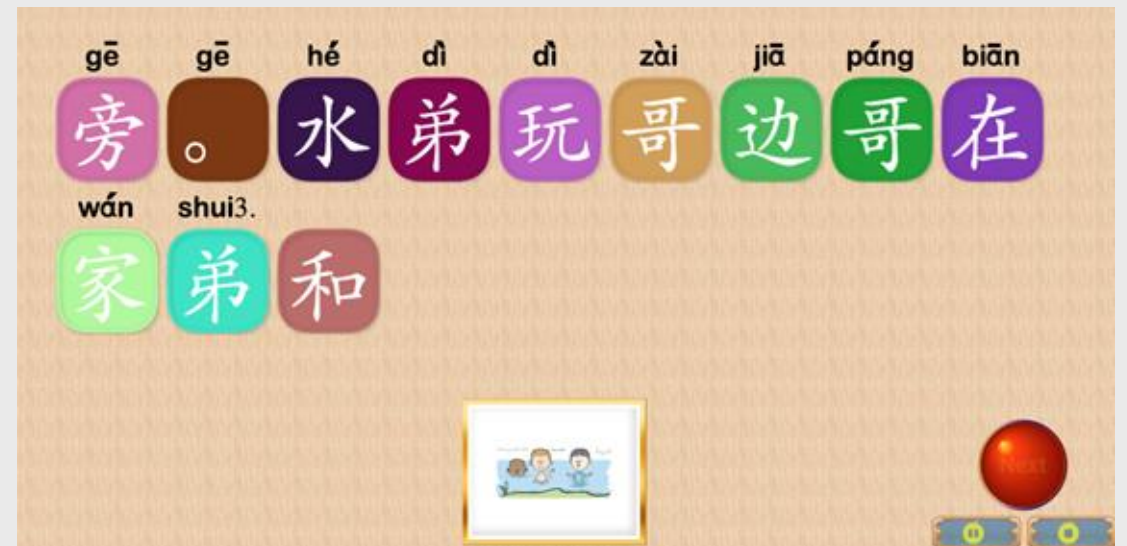 gē gē hé dì dì zài jiā páng biān
旁 。 水 弟 玩 哥 边 哥 在
wán shui3.
家 弟 和
Next